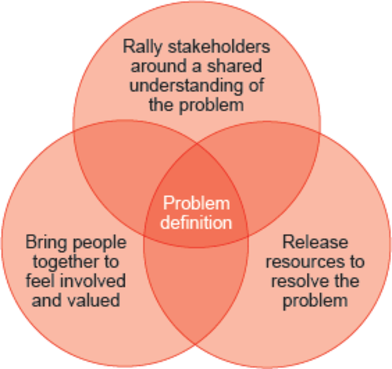 Rally stakeholders
around a shared
understanding of
the problem
Problem
definition
Bring people
together to
feel involved
and valued
Release
resources to
resolve the
problem